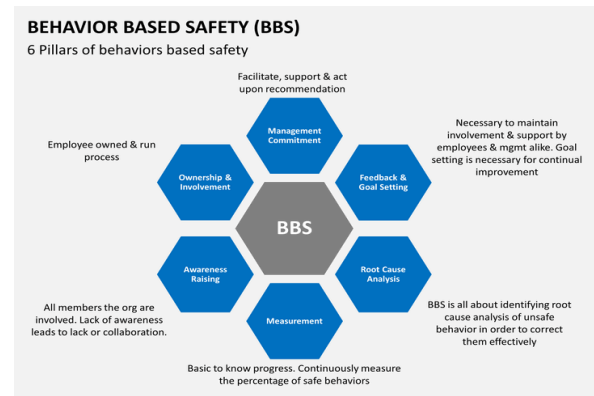 BEHAVIOR BASED SAFETY (BBS)
6 Pillars of behaviors based safety
Facilitate, support & act
upon recommendation
Management
Commitment
Necessary to maintain
involvement & support by
employees & mgmt alike. Goal
setting is necessary for continual
improvement
Feedback &
Goal Setting
Employee owned & run
process
Ownership &
Involvement
BBS
Awareness
Raising
All members the org are
involved. Lack of awareness
leads to lack or collaboration.
Root Cause
Analysis
BBS is all about identifying root
cause analysis of unsafe
behavior in order to correct
them effectively
Measurement
Basic to know progress. Continuously measure
the percentage of safe behaviors